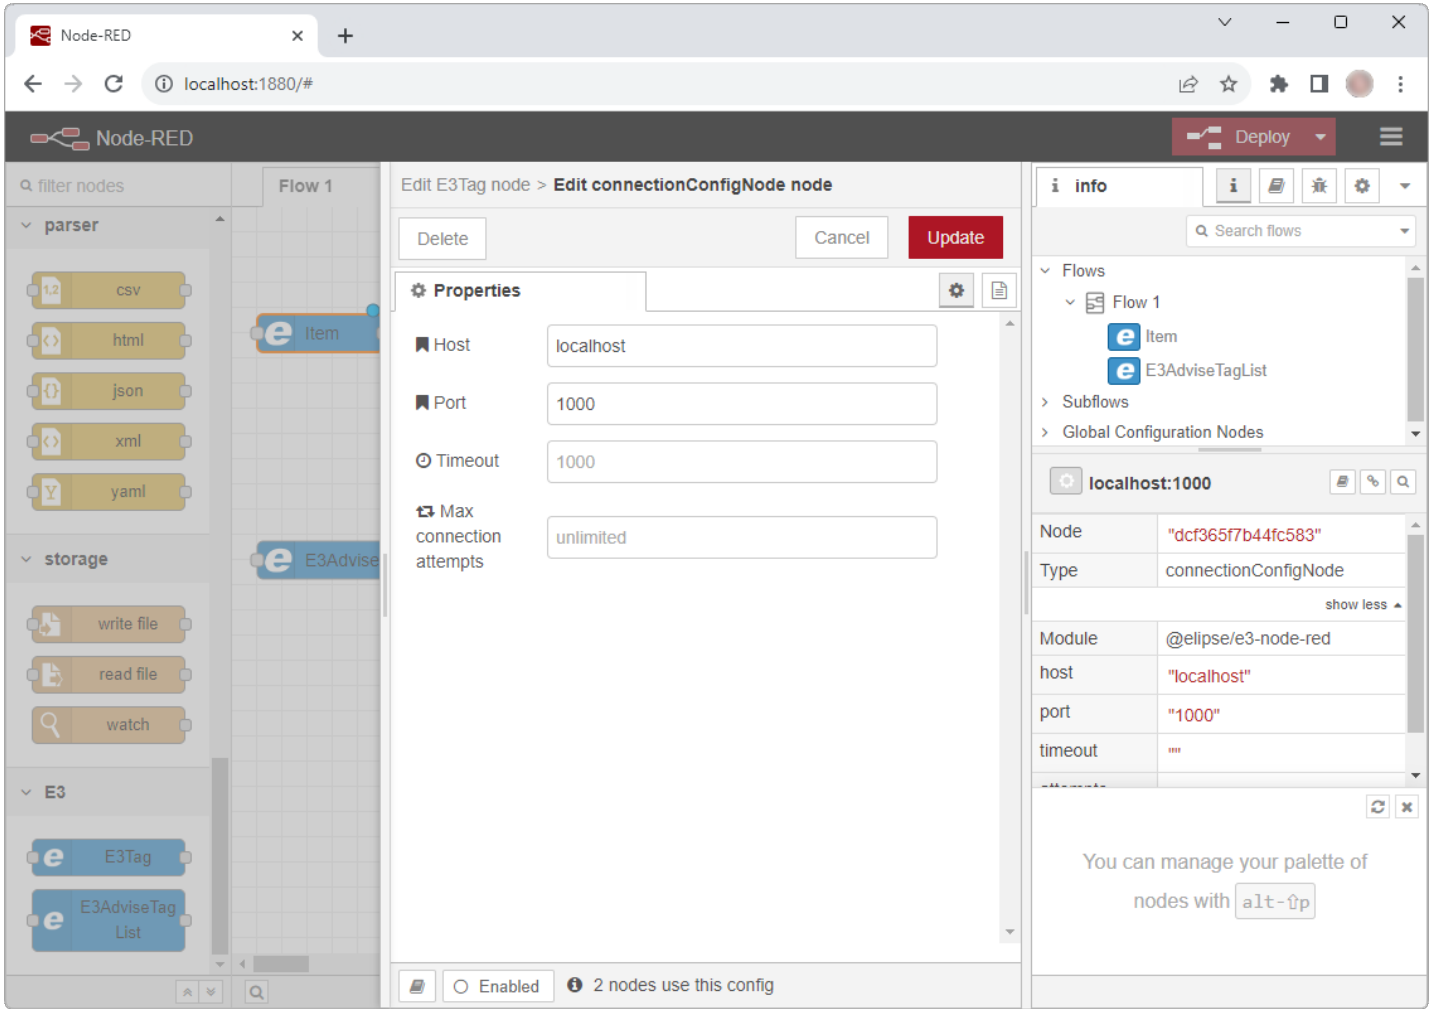 Node-RED
localhost:1880/#
Node-RED
Deploy
filter nodes
parser
1,2
csv
html
json
xml
Y
yaml
storage
write file
read file
watch
E3
E3Tag
E3AdviseTag
List
Flow 1
Item
E3Advise
Edit E3Tag node > Edit connectionConfigNode node
Delete
Cancel
Update
Properties
Host
localhost
Port
1000
Timeout
1000
Max
connection
attempts
unlimited
Enabled
2 nodes use this config
info
Search flows
Flows
Flow 1
Item
E3AdviseTagList
Subflows
Global Configuration Nodes
localhost:1000
Node
"dcf365f7b44fc583"
Type
connectionConfigNode
show less
Module
@elipse/e3-node-red
host
"localhost"
port
"1000"
timeout
""
You can manage your palette of
nodes with alt-⇧p